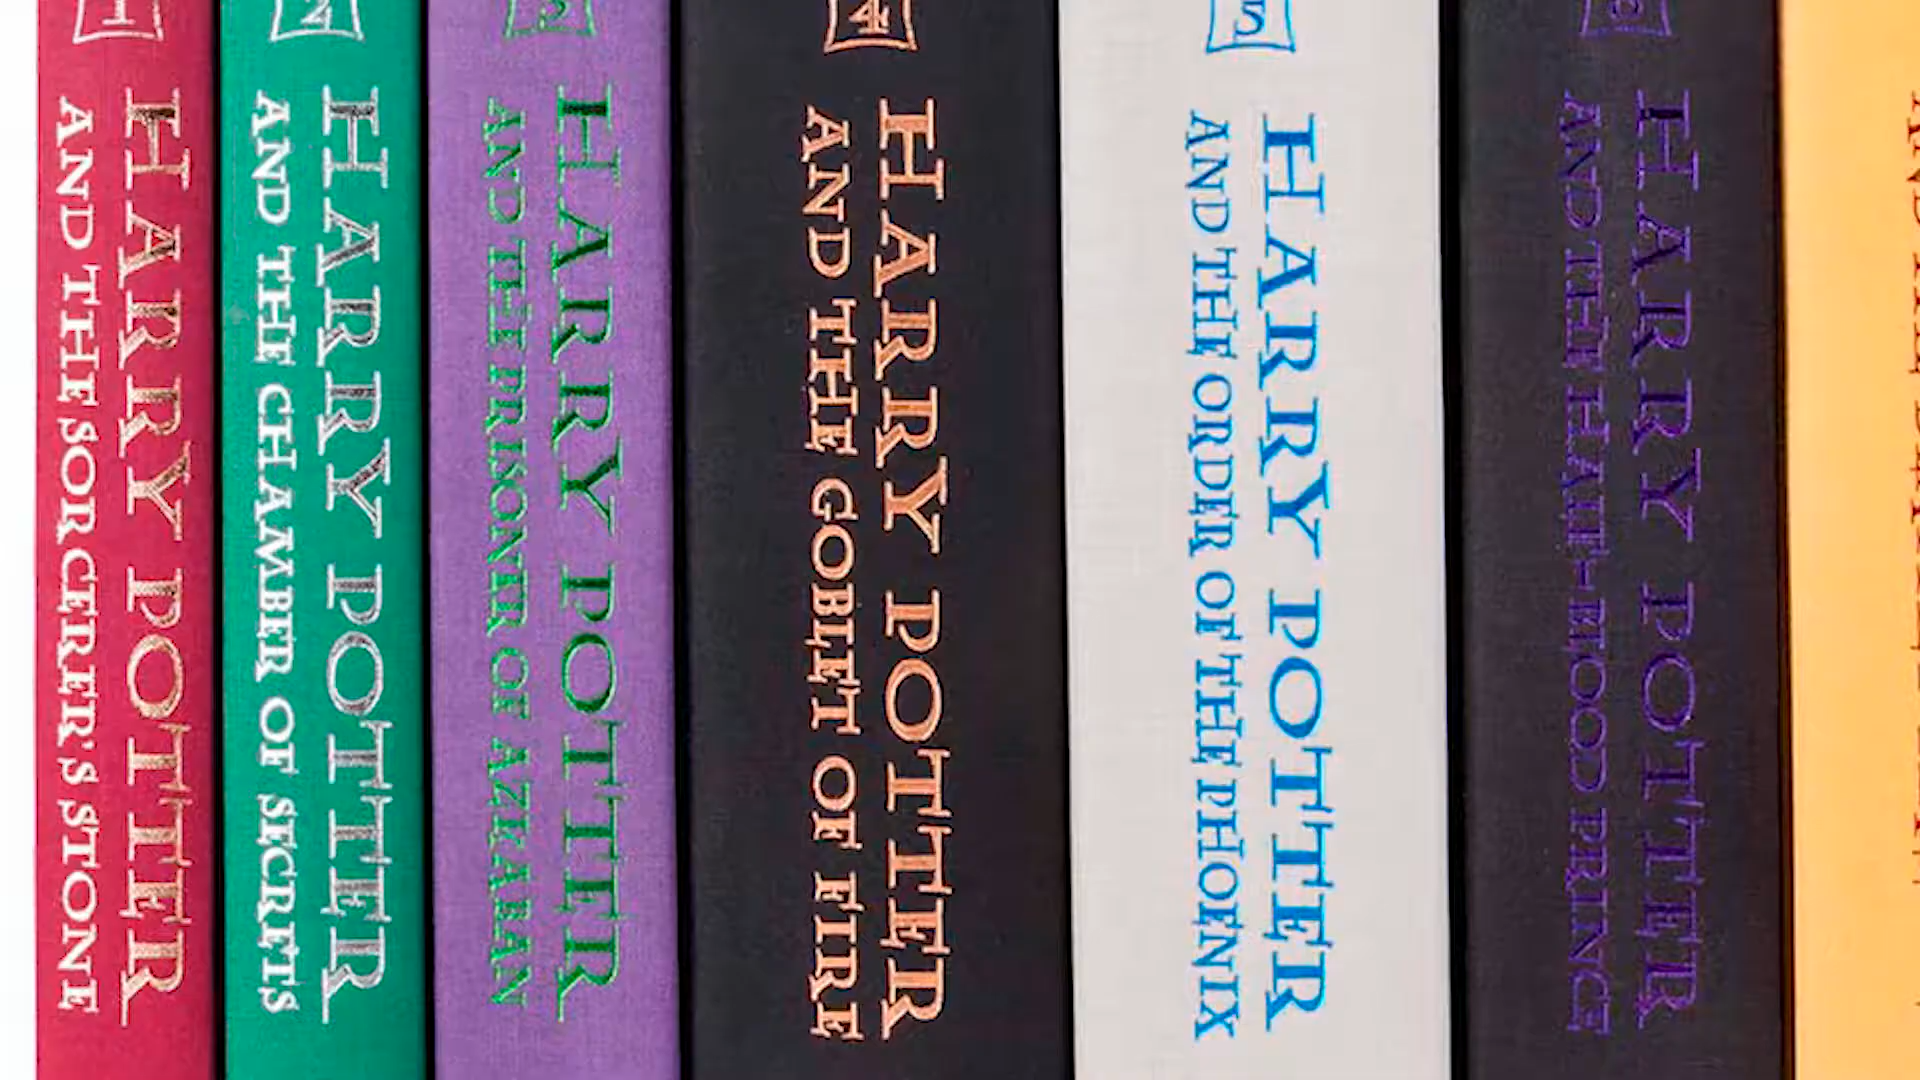 1
HARRY POTTER
AND THE SORCERER'S STONE
2
HARRY POTTER
AND THE CHAMBER OF SECRETS
3
HARRY POTTER
AND THE PRISONER OF AZKABAN
4
HARRY POTTER
AND THE GOBLET OF FIRE
5
HARRY POTTER
AND THE ORDER OF THE PHOENIX
6
HARRY POTTER
AND THE HALF-BLOOD PRINCE